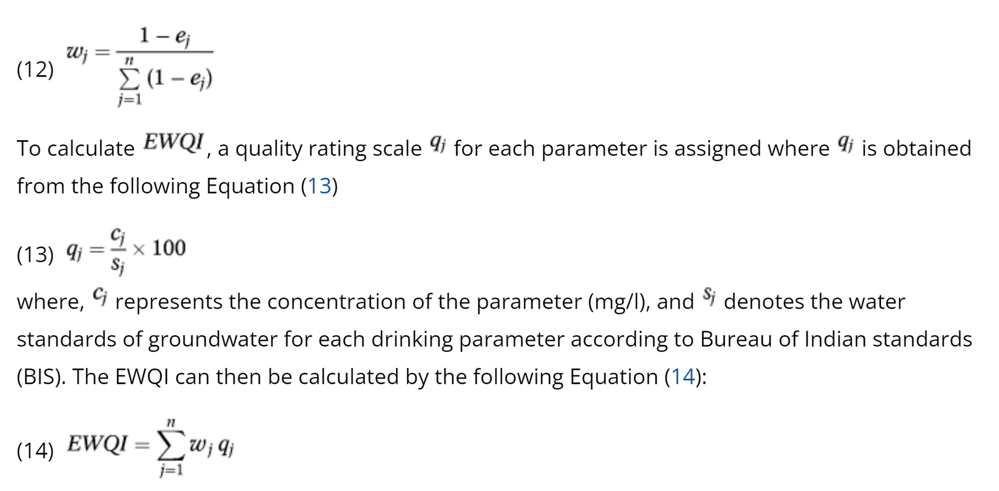 (12) w_j = \frac{1 - e_j}{\sum_{j=1}^{n} (1 - e_j)}
To calculate EWQI, a quality rating scale q_j for each parameter is assigned where q_j is obtained
from the following Equation (13)
(13) q_j = \frac{c_j}{s_j} × 100
where, c_j represents the concentration of the parameter (mg/l), and s_j denotes the water
standards of groundwater for each drinking parameter according to Bureau of Indian standards
(BIS). The EWQI can then be calculated by the following Equation (14):
(14) EWQI = \sum_{j=1}^{n} w_j q_j